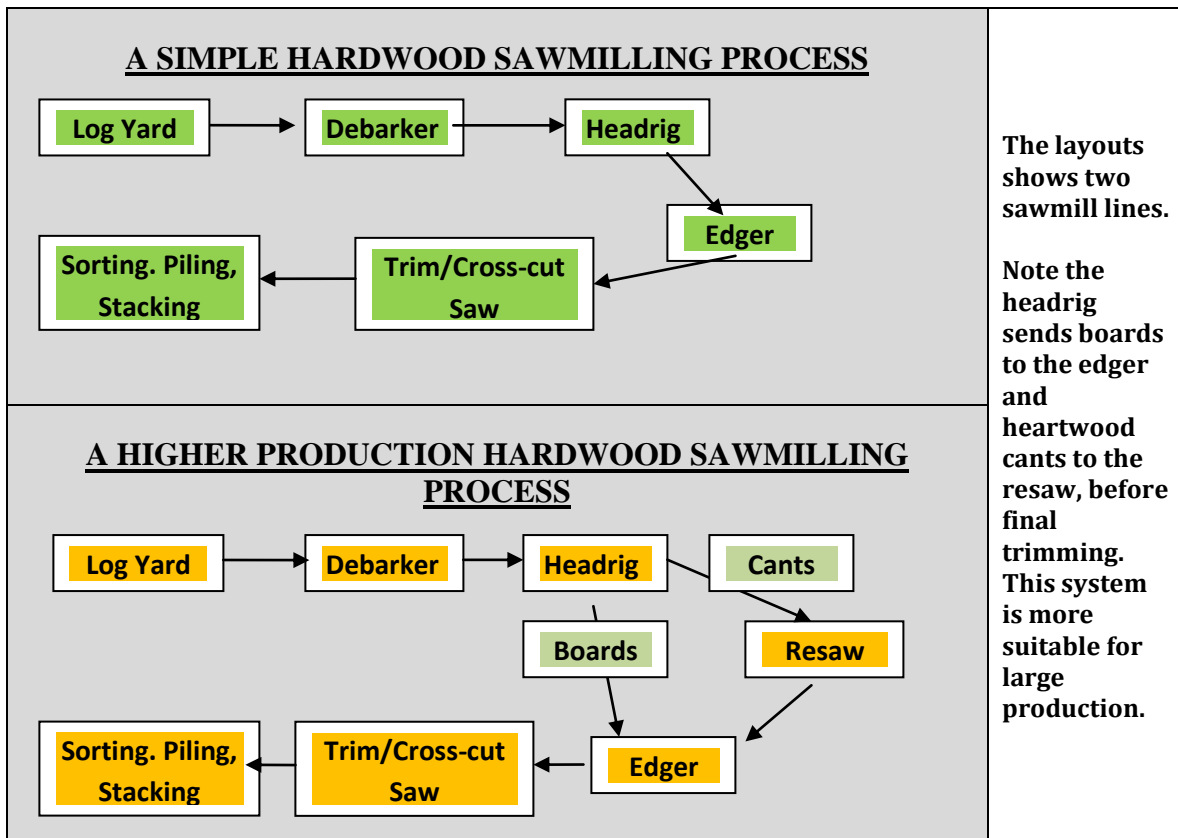 A SIMPLE HARDWOOD SAWMILLING PROCESS
Log Yard
Debarker
Headrig
Edger
Trim/Cross-cut
Saw
Sorting. Piling,
Stacking
A HIGHER PRODUCTION HARDWOOD SAWMILLING
PROCESS
Log Yard
Debarker
Headrig
Cants
Boards
Resaw
Edger
Trim/Cross-cut
Saw
Sorting. Piling,
Stacking
The layouts
shows two
sawmill lines.
Note the
headrig
sends boards
to the edger
and
heartwood
cants to the
resaw, before
final
trimming.
This system
is more
suitable for
large
production.